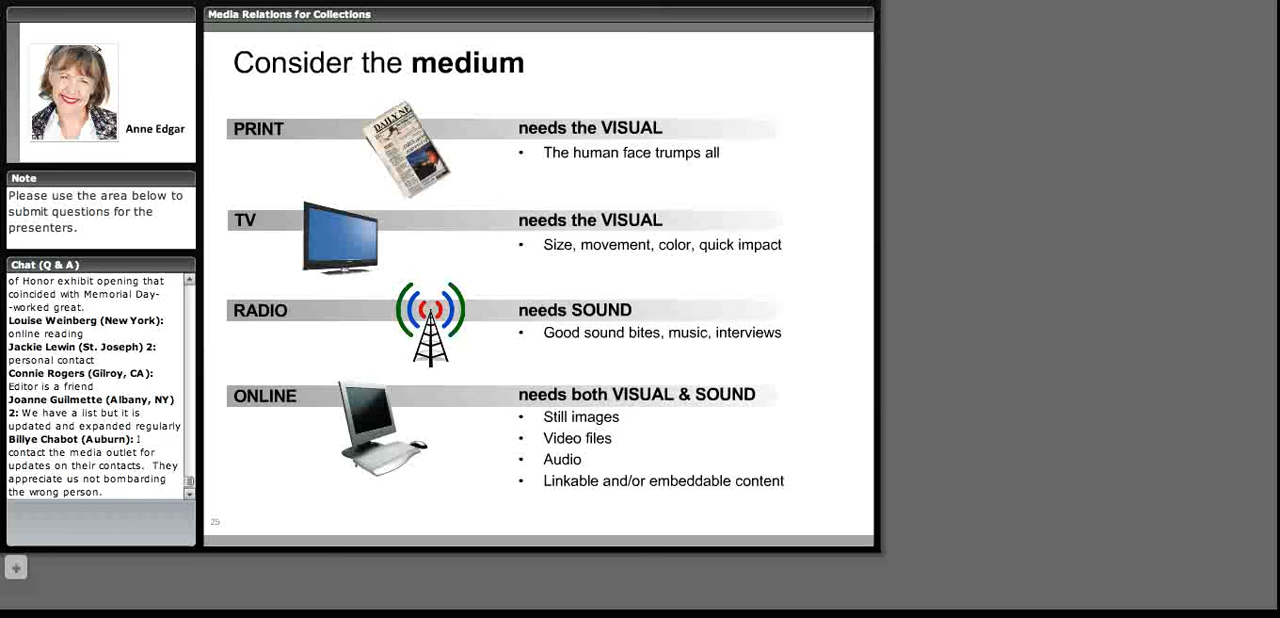 Anne Edgar
Note
Please use the area below to
submit questions for the
presenters.
Chat (Q & A)
of Honor exhibit opening that
coincided with Memorial Day-
-worked great.
Louise Weinberg (New York):
online reading
Jackie Lewin (St. Joseph) 2:
personal contact
Connie Rogers (Gilroy, CA):
Editor is a friend
Joanne Guilmette (Albany, NY)
2: We have a list but it is
updated and expanded regularly
Billye Chabot (Auburn): I
contact the media outlet for
updates on their contacts. They
appreciate us not bombarding
the wrong person.
Media Relations for Collections
Consider the medium
PRINT
DAILY NE
needs the VISUAL
• The human face trumps all
TV
needs the VISUAL
• Size, movement, color, quick impact
RADIO
needs SOUND
• Good sound bites, music, interviews
ONLINE
needs both VISUAL & SOUND
• Still images
• Video files
• Audio
• Linkable and/or embeddable content
25